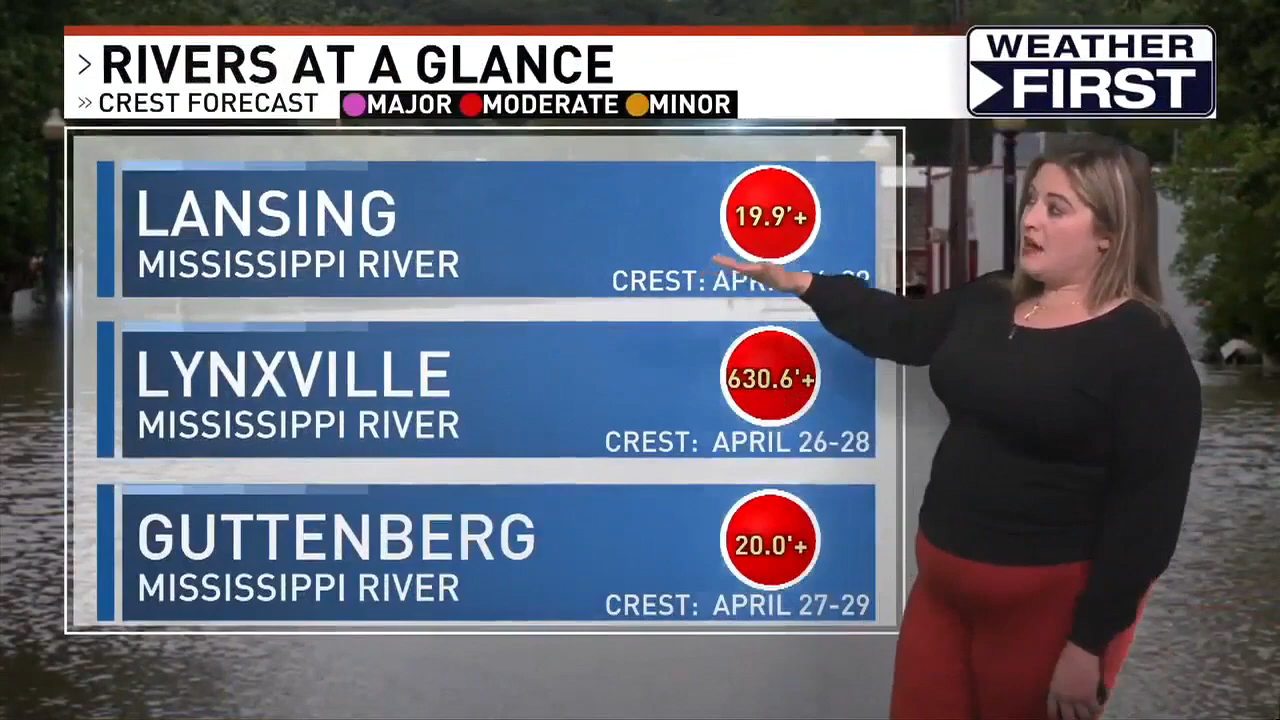 > RIVERS AT A GLANCE
» CREST FORECAST MAJOR MODERATE MINOR
WEATHER
FIRST
LANSING
19.9'+
MISSISSIPPI RIVER
CREST:
LYNXVILLE
630.6'+
MISSISSIPPI RIVER
CREST: APRIL 26-28
GUTTENBERG
20.0'+
MISSISSIPPI RIVER
CREST: APRIL 27-29